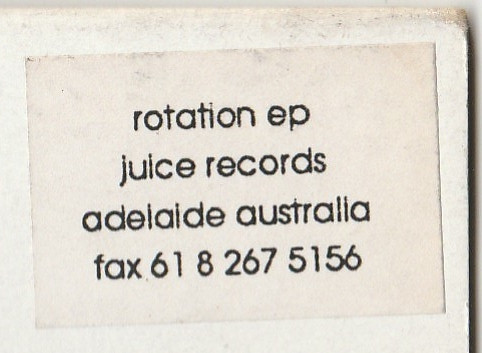 rotation ep
juice records
adelaide australia
fax 61 8 267 5156